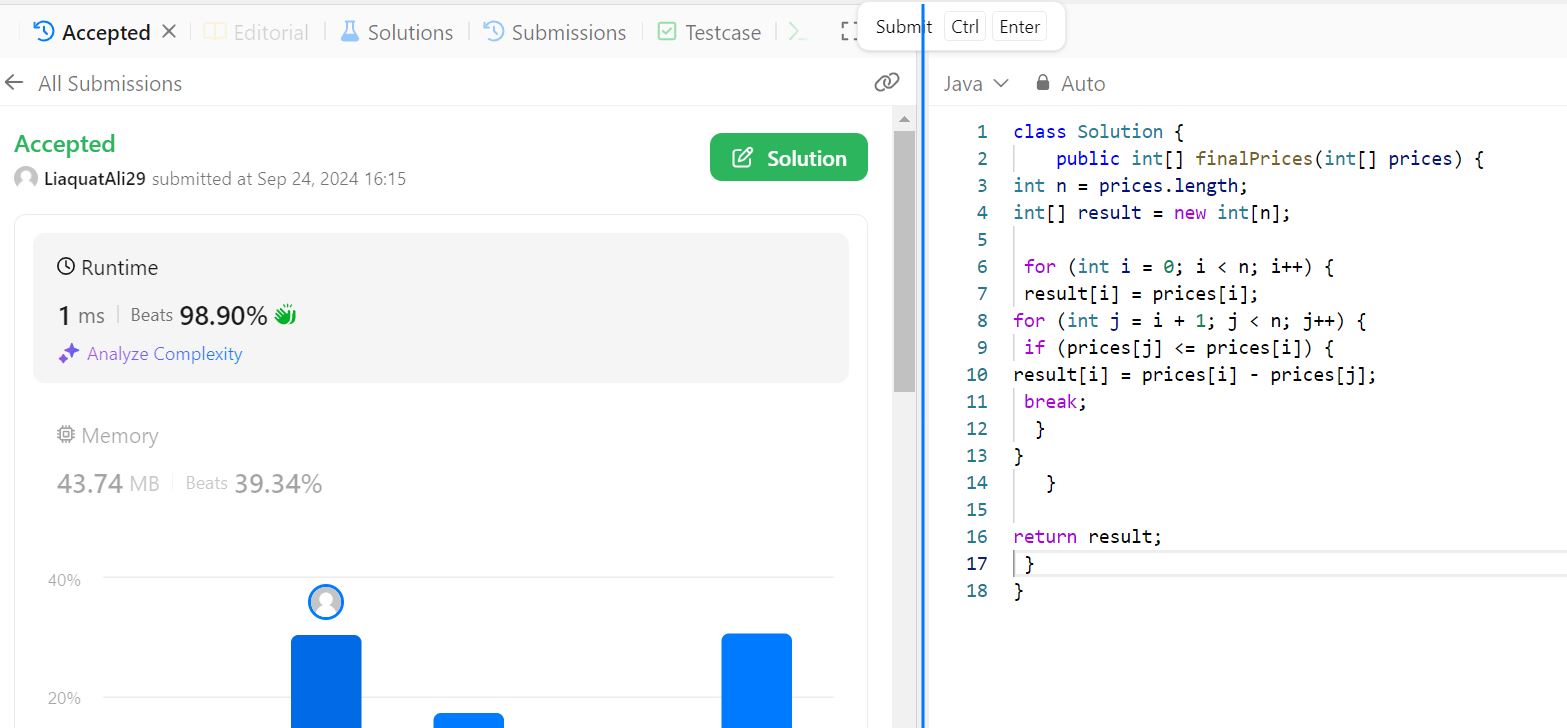 Accepted Editorial Solutions Submissions Testcase
Submit Ctrl Enter
All Submissions
Java Auto
Accepted
LiaquatAli29 submitted at Sep 24, 2024 16:15
Solution
Runtime
1 ms Beats 98.90%
Analyze Complexity
Memory
43.74 MB Beats 39.34%
40%
20%
1 class Solution {
2 public int[] finalPrices(int[] prices) {
3 int n = prices.length;
4 int[] result = new int[n];
5
6 for (int i = 0; i < n; i++) {
7 result[i] = prices[i];
8 for (int j = i + 1; j < n; j++) {
9 if (prices[j] <= prices[i]) {
10 result[i] = prices[i] - prices[j];
11 break;
12 }
13 }
14 }
15
16 return result;
17 }
18 }